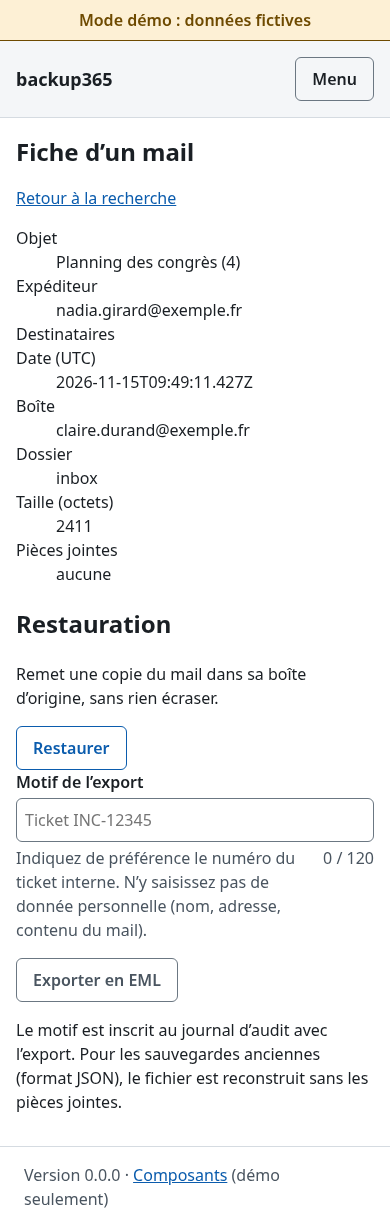 Mode démo : données fictives
backup365
Menu
Fiche d’un mail
Retour à la recherche
Objet
Planning des congrès (4)
Expéditeur
nadia.girard@exemple.fr
Destinataires
Date (UTC)
2026-11-15T09:49:11.427Z
Boîte
claire.durand@exemple.fr
Dossier
inbox
Taille (octets)
2411
Pièces jointes
aucune
Restauration
Remet une copie du mail dans sa boîte
d’origine, sans rien écraser.
Restaurer
Motif de l’export
Ticket INC-12345
Indiquez de préférence le numéro du
ticket interne. N’y saisissez pas de
donnée personnelle (nom, adresse,
contenu du mail).
0 / 120
Exporter en EML
Le motif est inscrit au journal d’audit avec
l’export. Pour les sauvegardes anciennes
(format JSON), le fichier est reconstruit sans les
pièces jointes.
Version 0.0.0 · Composants (démo
seulement)